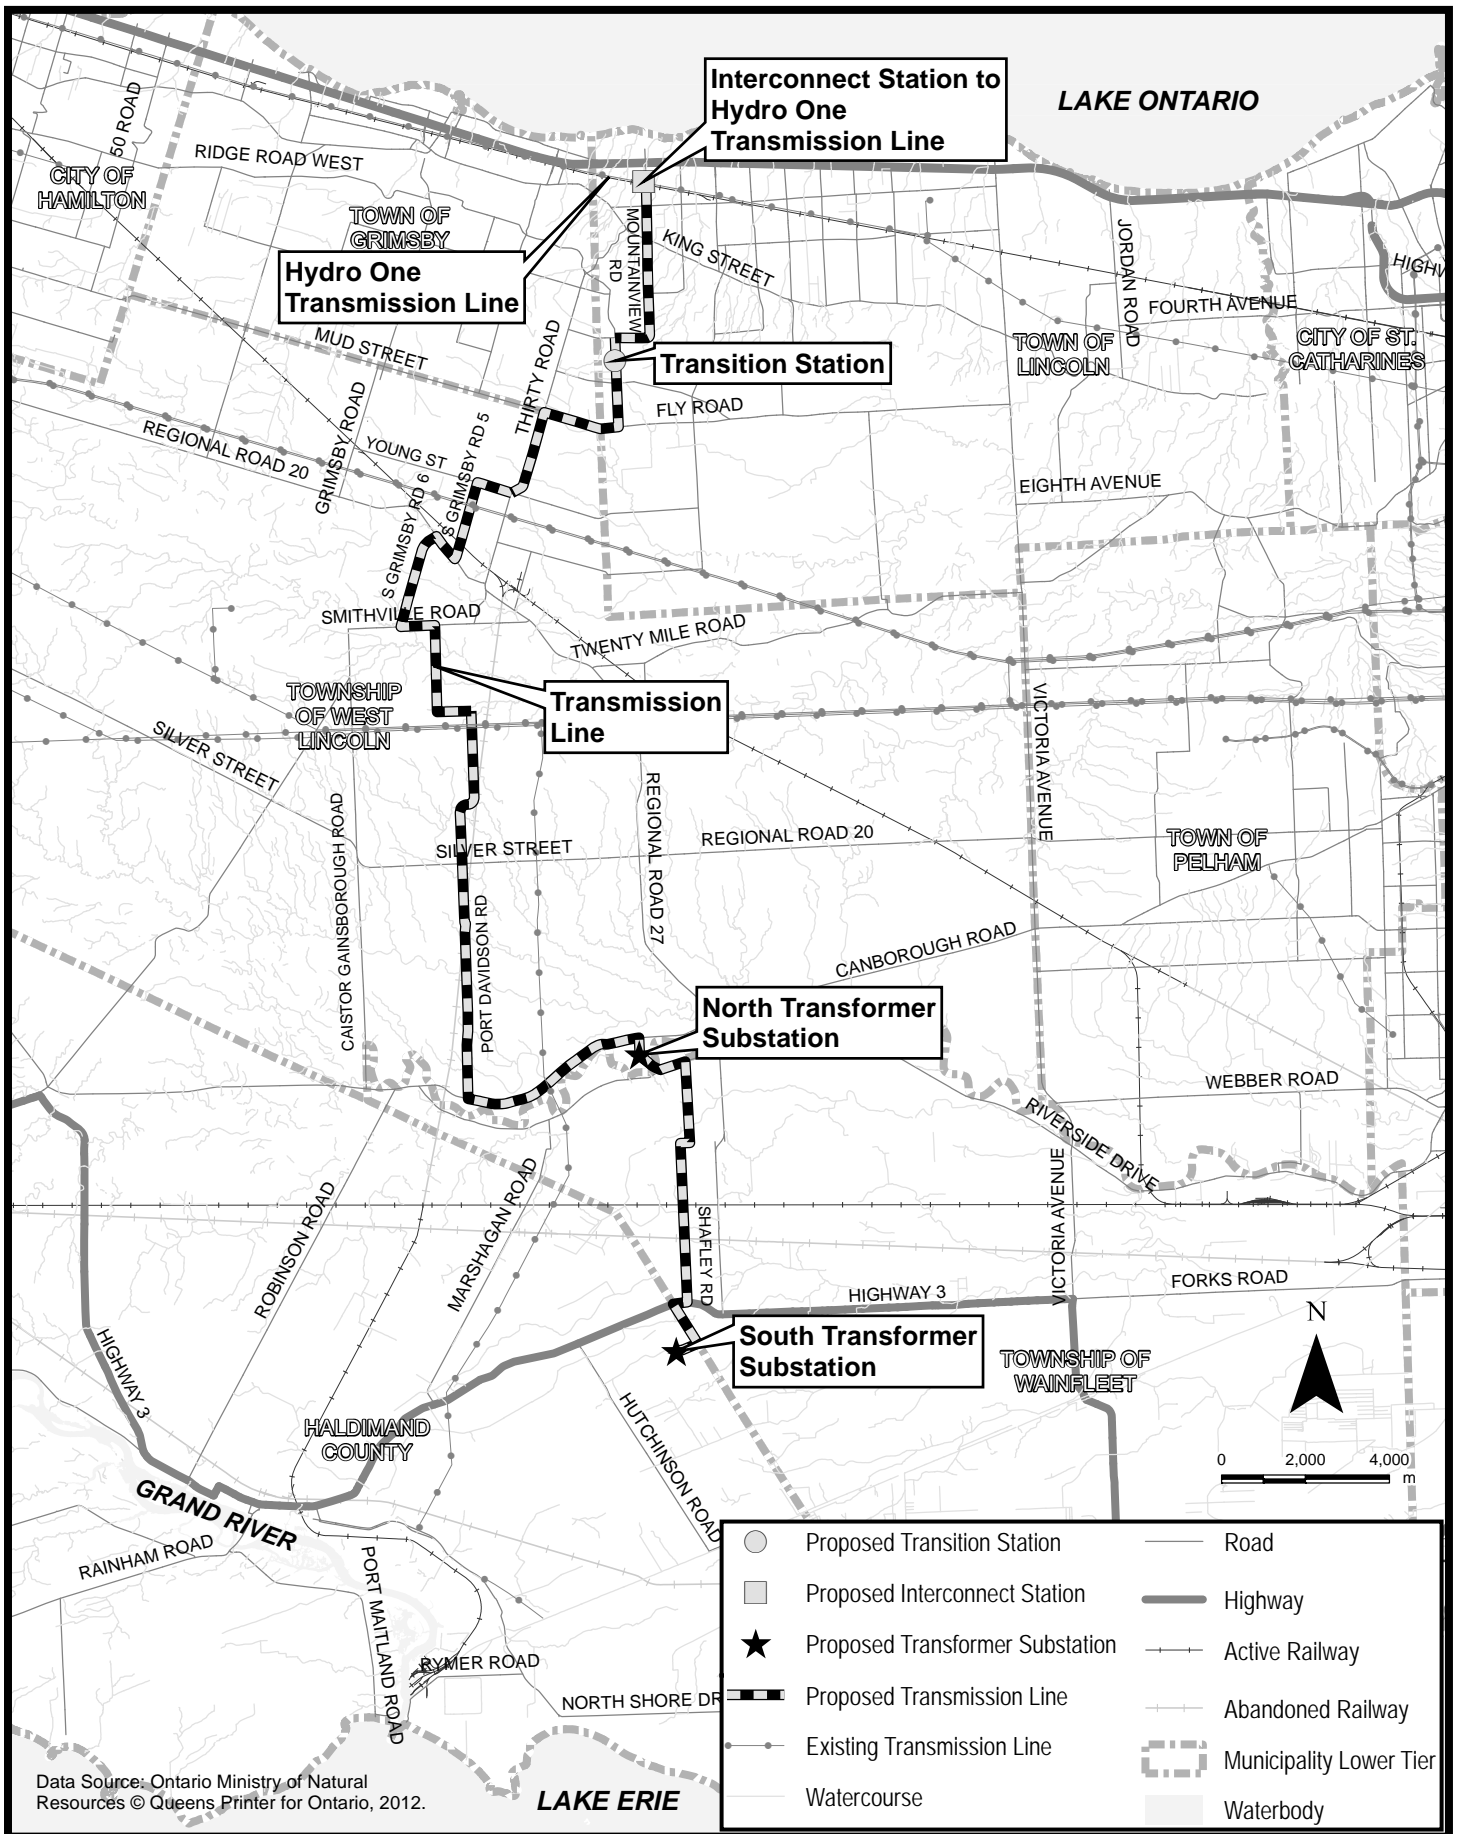 LAKE ONTARIO
Interconnect Station to
Hydro One
Transmission Line
50 ROAD
RIDGE ROAD WEST
CITY OF
HAMILTON
TOWN OF
GRIMSBY
Hydro One
Transmission Line
MOUNTAINVIEW
RD
KING STREET
JORDAN ROAD
FOURTH AVENUE
TOWN OF
LINCOLN
CITY OF ST.
CATHARINES
MUD STREET
THIRTY ROAD
Transition Station
FLY ROAD
GRIMSBY ROAD
REGIONAL ROAD 20
YOUNG ST
S GRIMSBY RD 5
S GRIMSBY RD 6
EIGHTH AVENUE
SMITHVILLE ROAD
TWENTY MILE ROAD
TOWNSHIP
OF WEST
LINCOLN
Transmission
Line
VICTORIA AVENUE
SILVER STREET
CAISTOR GAINSBOROUGH ROAD
SILVER STREET
REGIONAL ROAD 27
REGIONAL ROAD 20
TOWN OF
PELHAM
PORT DAVIDSON RD
CANBOROUGH ROAD
North Transformer
Substation
WEBBER ROAD
RIVERSIDE DRIVE
ROBINSON ROAD
MARSHAGAN ROAD
SHAFLEY RD
VICTORIA AVENUE
HIGHWAY 3
FORKS ROAD
N
HIGHWAY 3
South Transformer
Substation
TOWNSHIP OF
WAINFLEET
HALDIMAND
COUNTY
HUTCHINSON ROAD
0 2,000 4,000
m
GRAND RIVER
RAINHAM ROAD
PORT MAITLAND ROAD
RYMER ROAD
NORTH SHORE DR
Proposed Transition Station
Proposed Interconnect Station
Proposed Transformer Substation
Proposed Transmission Line
Existing Transmission Line
Watercourse
Road
Highway
Active Railway
Abandoned Railway
Municipality Lower Tier
Waterbody
Data Source: Ontario Ministry of Natural
Resources © Queens Printer for Ontario, 2012.
LAKE ERIE